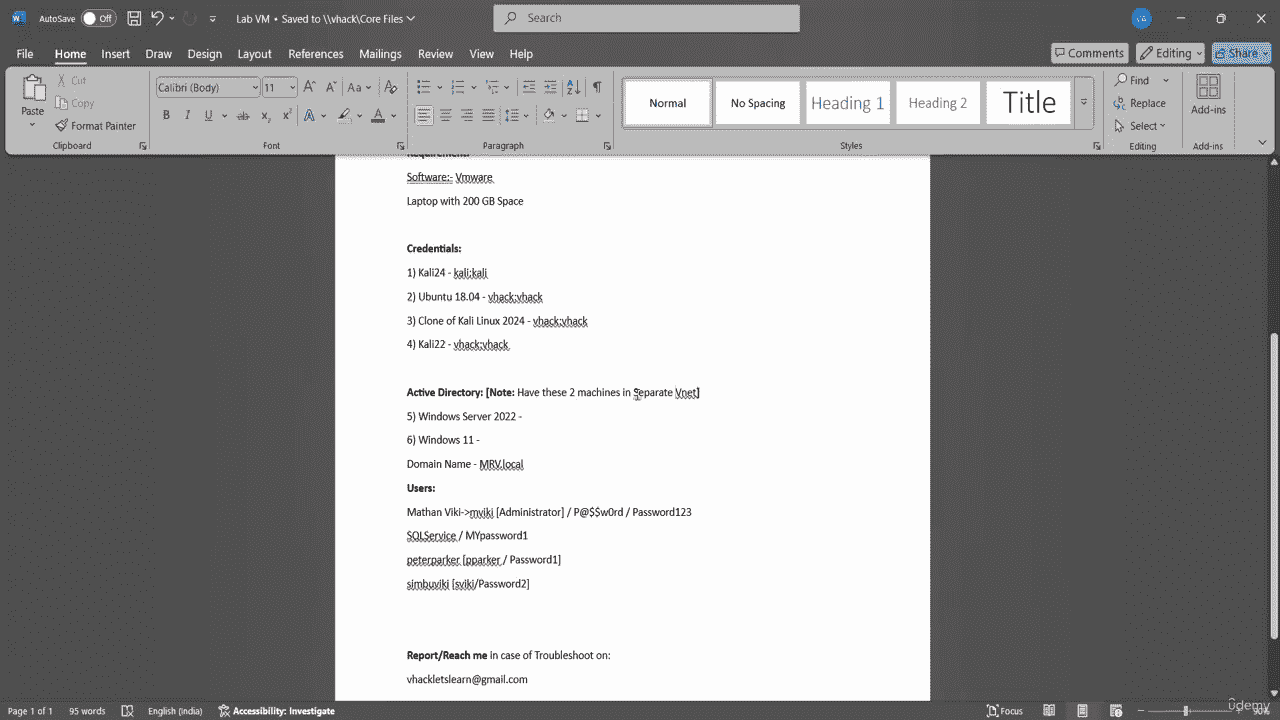 AutoSave Off Lab VM • Saved to \\vhack\Core Files Search
File Home Insert Draw Design Layout References Mailings Review View Help Comments Editing Share
Paste Cut Copy Format Painter
Calibri (Body) 11
Normal No Spacing Heading 1 Heading 2 Title
Find Replace Select Add-ins
Clipboard Font Paragraph Styles Editing Add-ins
Requirement:
Software:- Vmware
Laptop with 200 GB Space
Credentials:
1) Kali24 - kali:kali
2) Ubuntu 18.04 - vhack:vhack
3) Clone of Kali Linux 2024 - vhack:vhack
4) Kali22 - vhack:vhack
Active Directory: [Note: Have these 2 machines in Separate Vnet]
5) Windows Server 2022 -
6) Windows 11 -
Domain Name - MRV.local
Users:
Mathan Viki->mviki [Administrator] / P@$$w0rd / Password123
SQLService / MYpassword1
peterparker [pparker / Password1]
simbuviki [sviki/Password2]
Report/Reach me in case of Troubleshoot on:
vhackletslearn@gmail.com
Page 1 of 1 95 words English (India) Accessibility: Investigate Focus